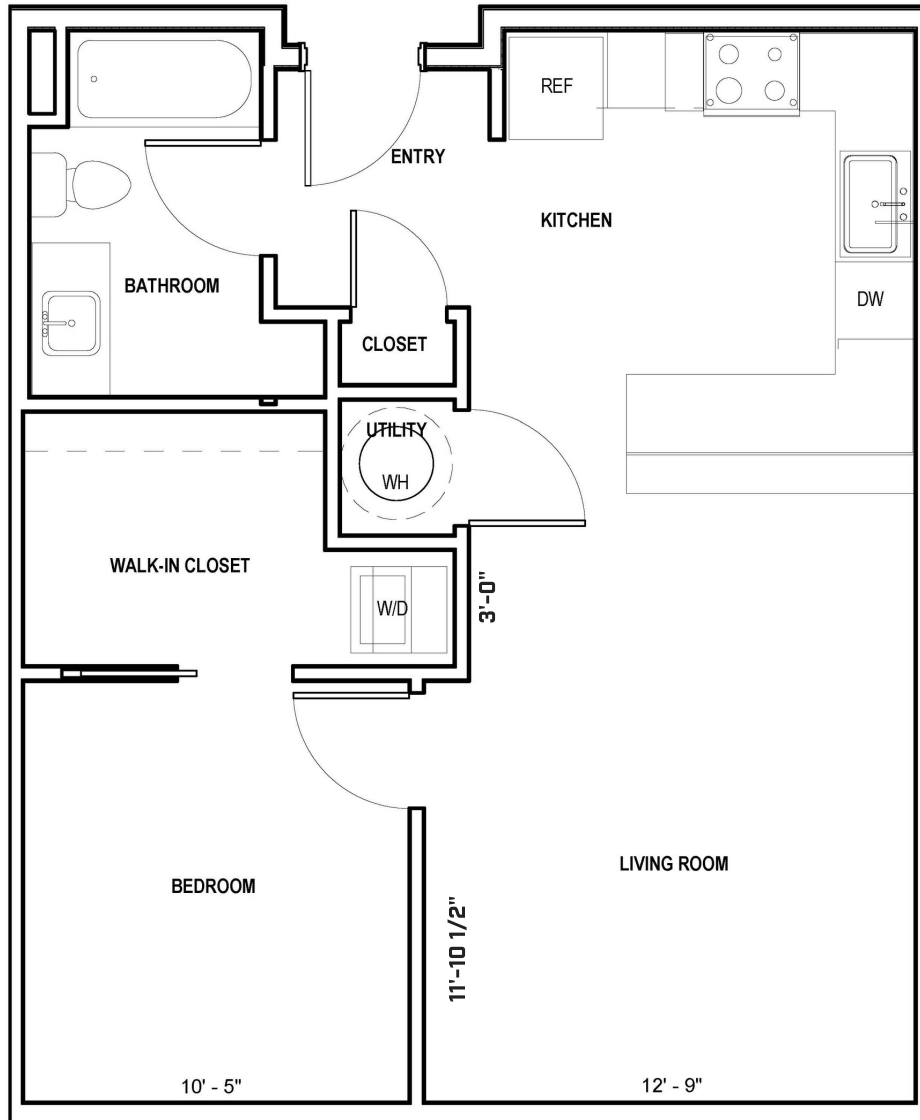 REF
ENTRY
KITCHEN
BATHROOM
DW
CLOSET
UTILITY
WH
WALK-IN CLOSET
W/D
3'-0"
LIVING ROOM
BEDROOM
11'-10 1/2"
10' - 5"
12' - 9"